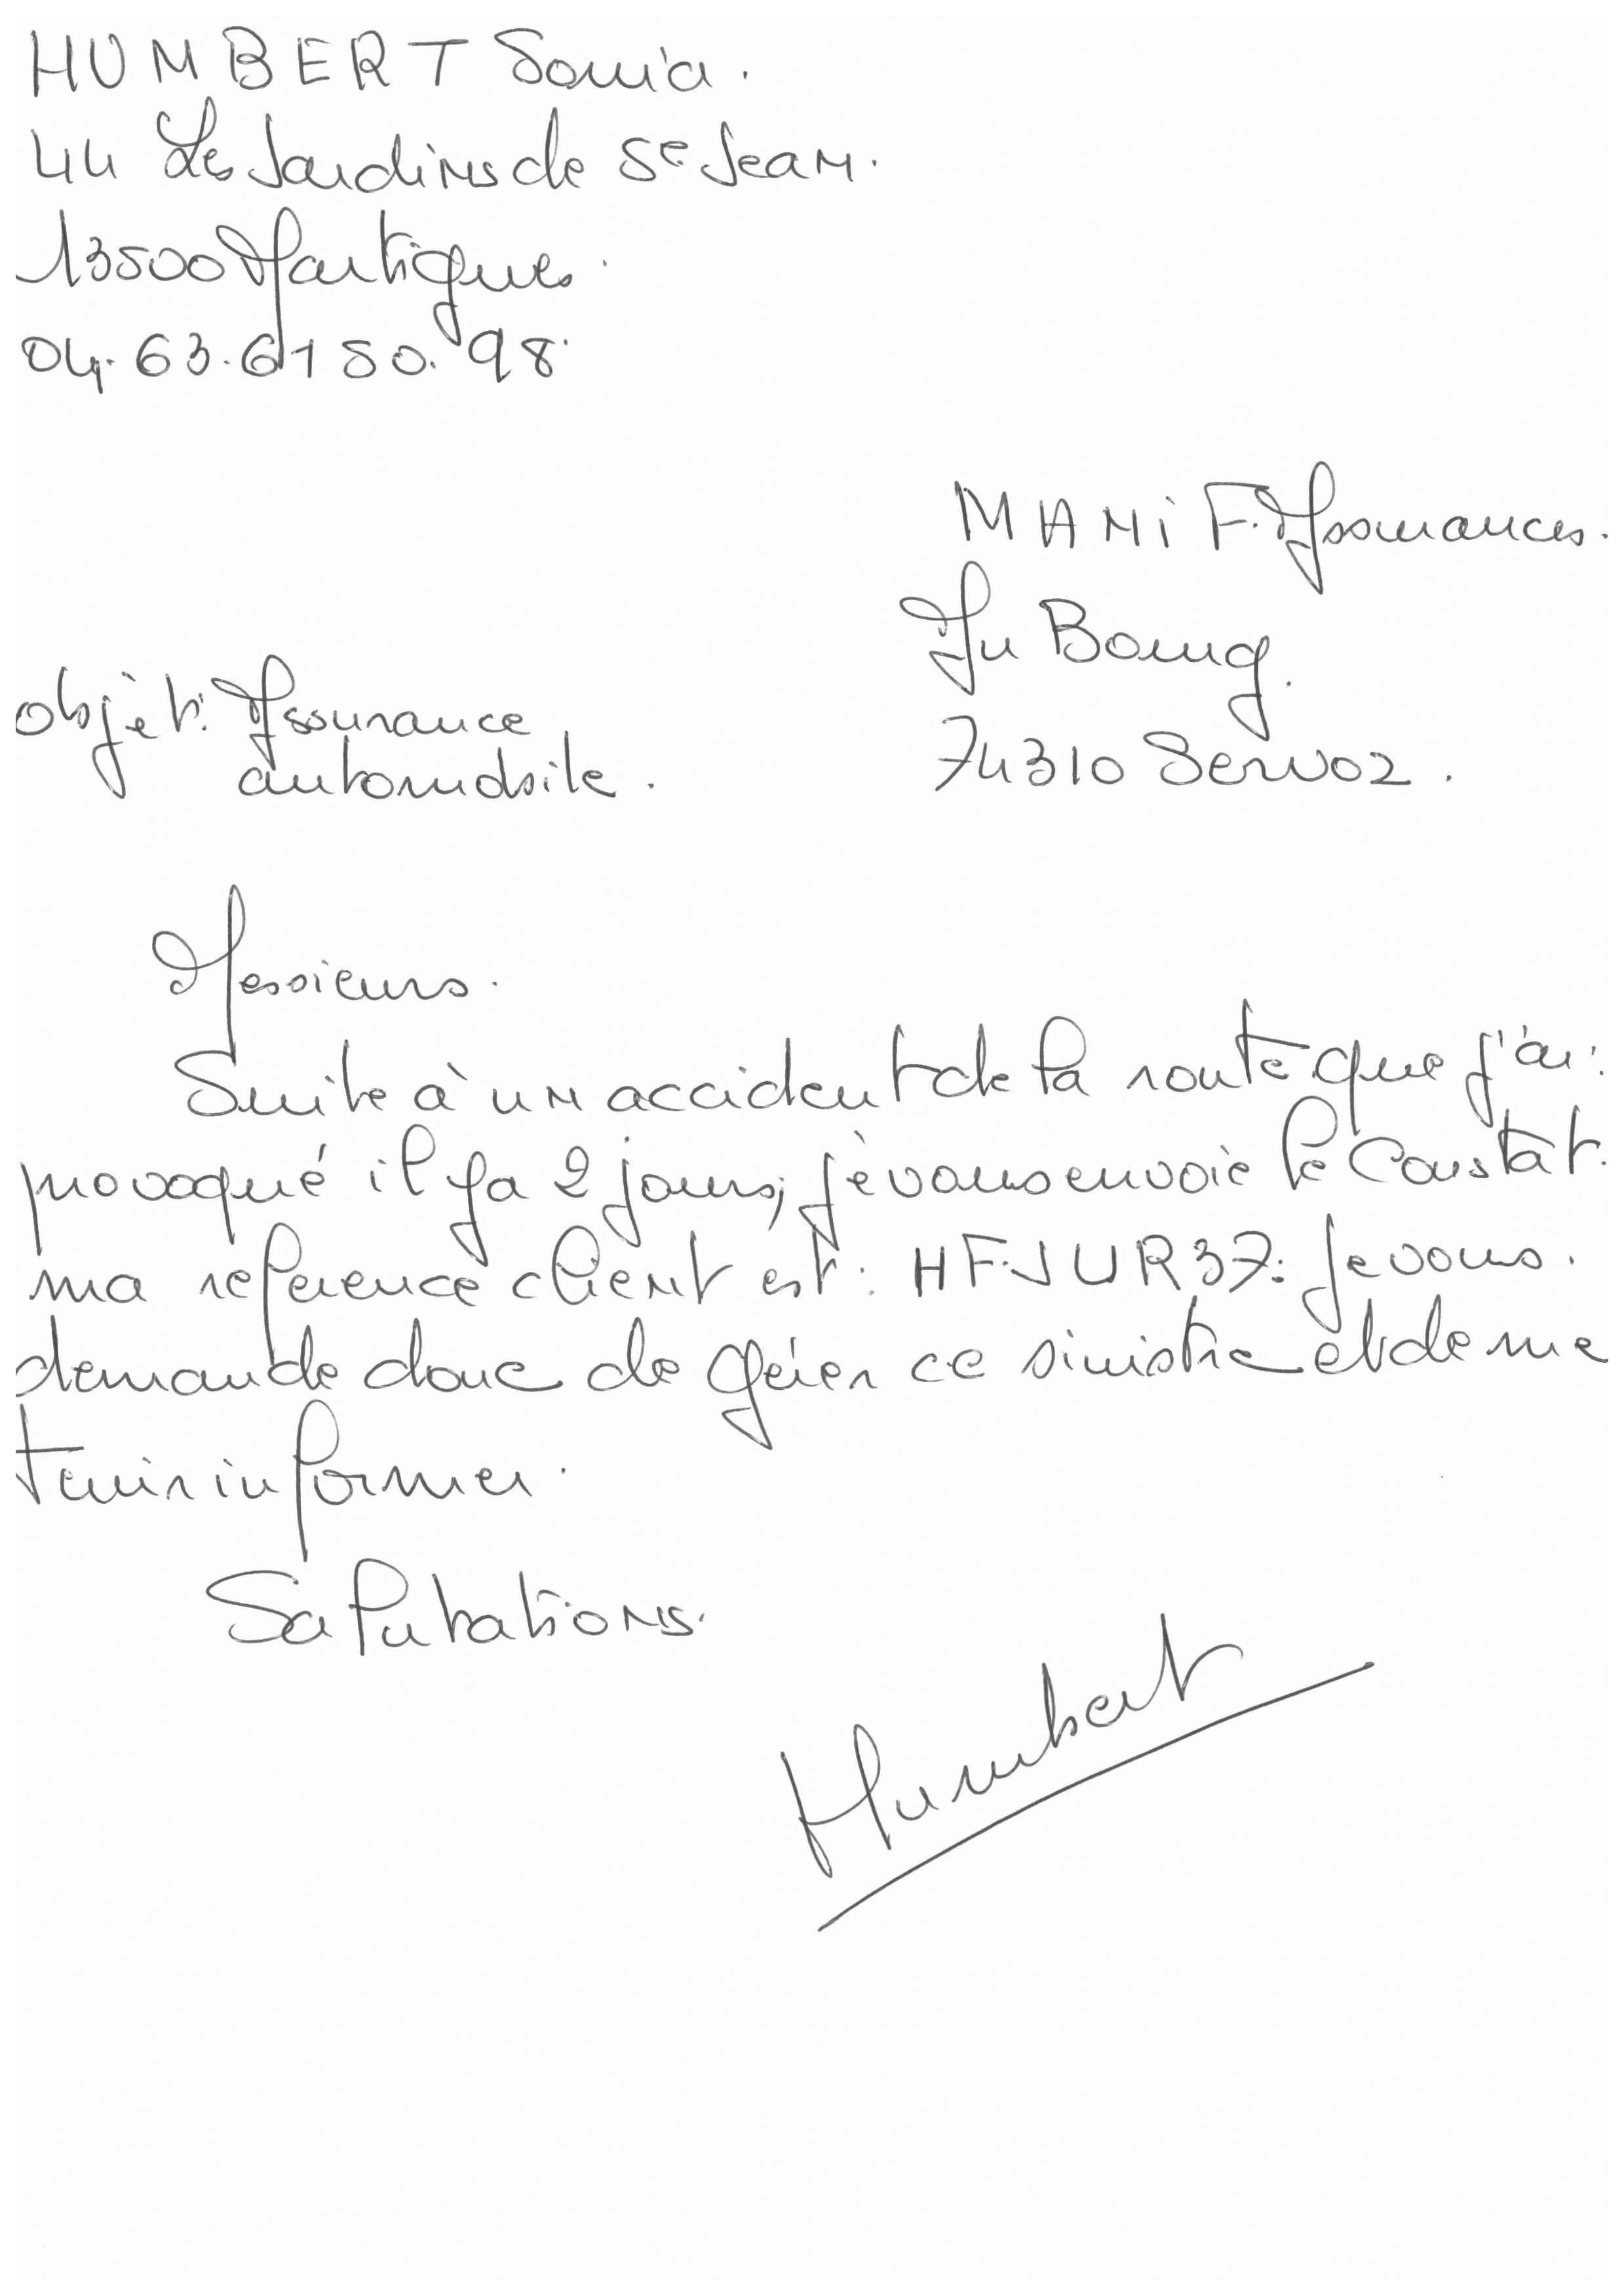 HUMBERT Sonia.
44 Les Jardins de St Jean.
13500 Martigues.
04.63.61 50.98.
MAMiF. Assurances.
Au Bourg.
Objet: Assurance
automobile.
74310 Servoz.
Messieurs.
Suite à un accident de la route que j'ai.
provoqué il y a 2 jours, je vous envoie le constat.
ma réference client est: HFJUR37. Je vous.
demande donc de gérer ce sinistre et de me
tenir informer.
Salutations.
Humbert